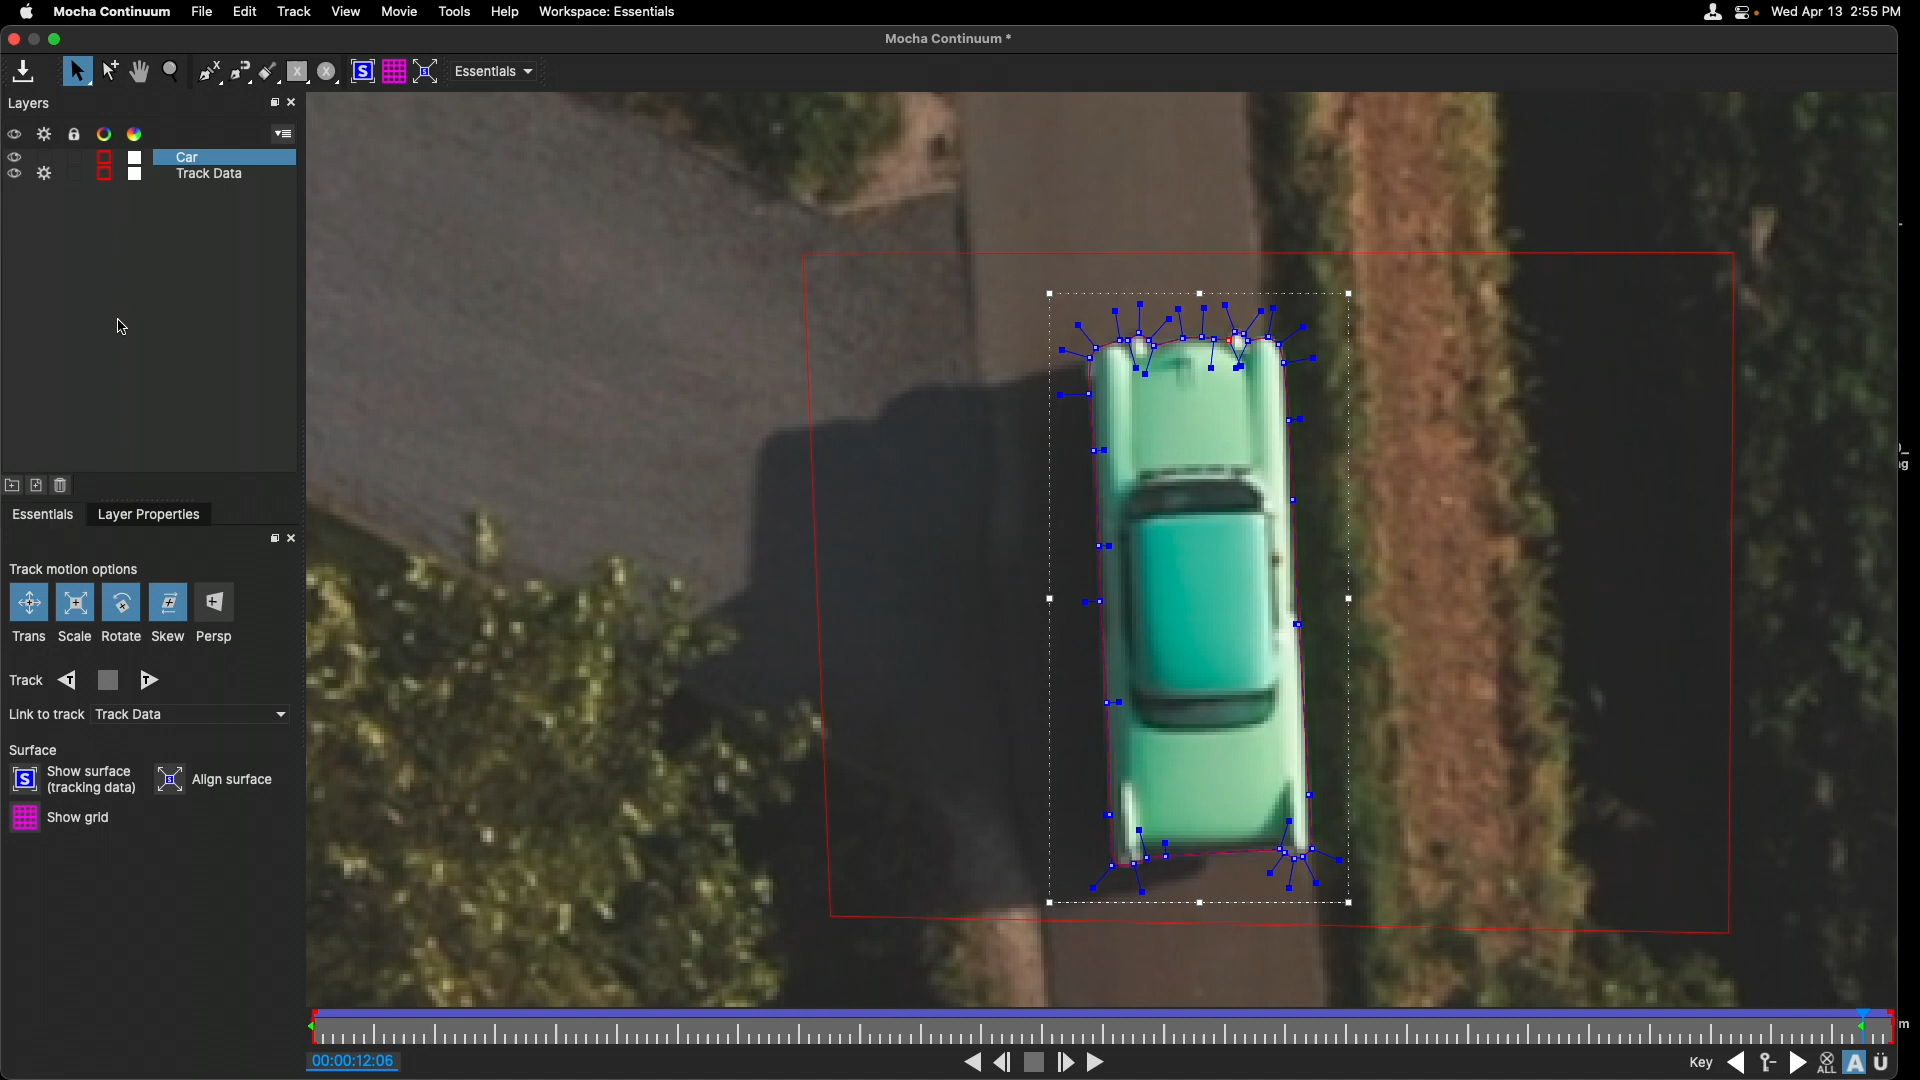 Mocha Continuum File Edit Track View Movie Tools Help Workspace: Essentials Wed Apr 13 2:55 PM
Mocha Continuum *
S S Essentials
Layers
Car
Track Data
Essentials Layer Properties
Track motion options
Trans Scale Rotate Skew Persp
Track T T
Link to track Track Data
Surface
S Show surface (tracking data) S Align surface
Show grid
00:00:12:06 Key ALL A Ü